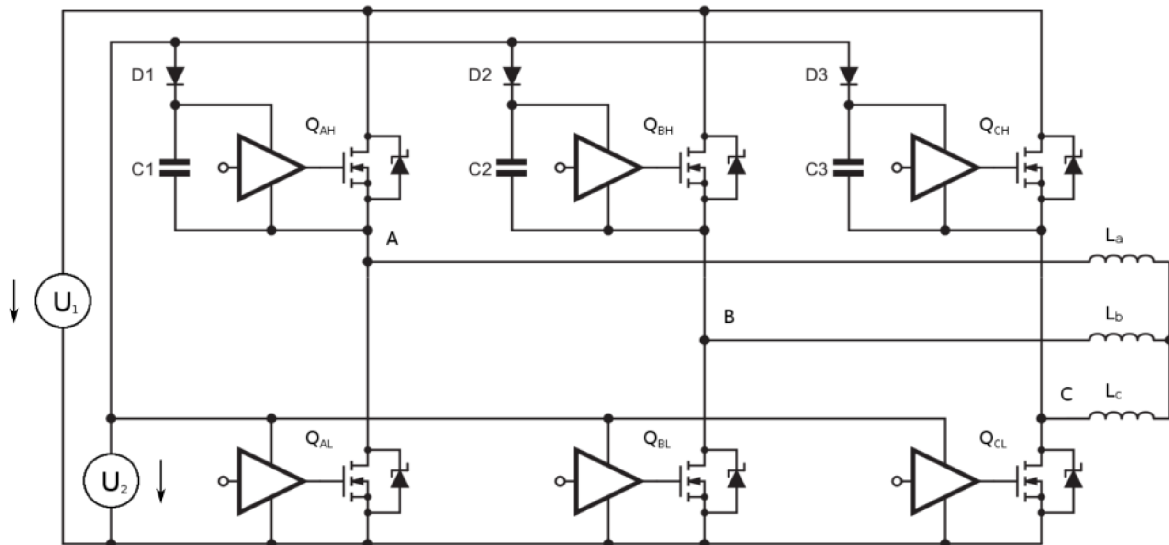 D1
D2
D3
Q_AH
Q_BH
Q_CH
C1
C2
C3
A
L_a
U_1
B
L_b
C
L_c
Q_AL
Q_BL
Q_CL
U_2